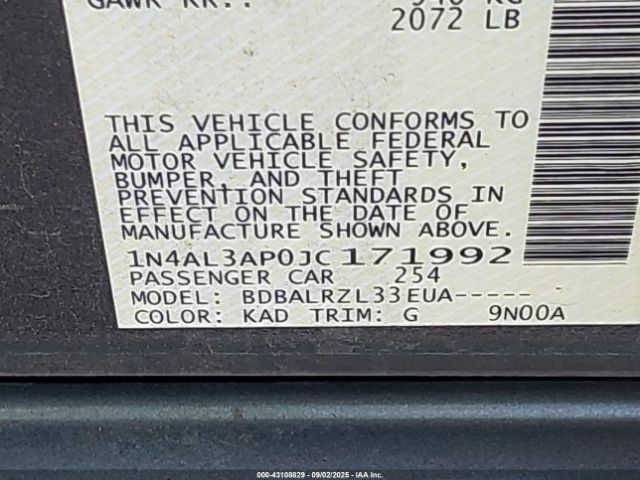 GAWR RR.: 940 KG
2072 LB
THIS VEHICLE CONFORMS TO
ALL APPLICABLE FEDERAL
MOTOR VEHICLE SAFETY,
BUMPER, AND THEFT
PREVENTION STANDARDS IN
EFFECT ON THE DATE OF
MANUFACTURE SHOWN ABOVE.
1N4AL3AP0JC171992
PASSENGER CAR 254
MODEL: BDBALRZL33EUA-----
COLOR: KAD TRIM: G 9N00A
000-43108829 - 09/02/2025 - IAA Inc.